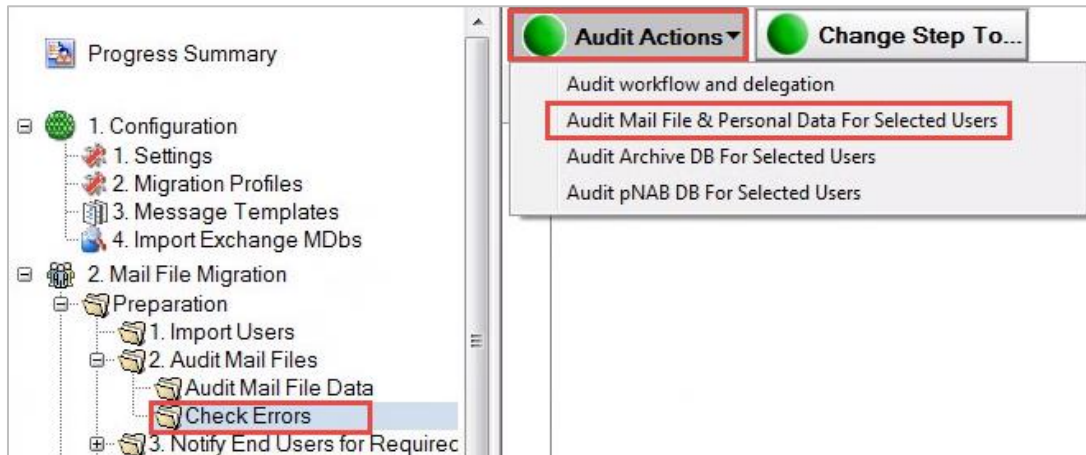 Progress Summary
1. Configuration
1. Settings
2. Migration Profiles
3. Message Templates
4. Import Exchange MDbs
2. Mail File Migration
Preparation
1. Import Users
2. Audit Mail Files
Audit Mail File Data
Check Errors
3. Notify End Users for Requirec
Audit Actions
Change Step To...
Audit workflow and delegation
Audit Mail File & Personal Data For Selected Users
Audit Archive DB For Selected Users
Audit pNAB DB For Selected Users